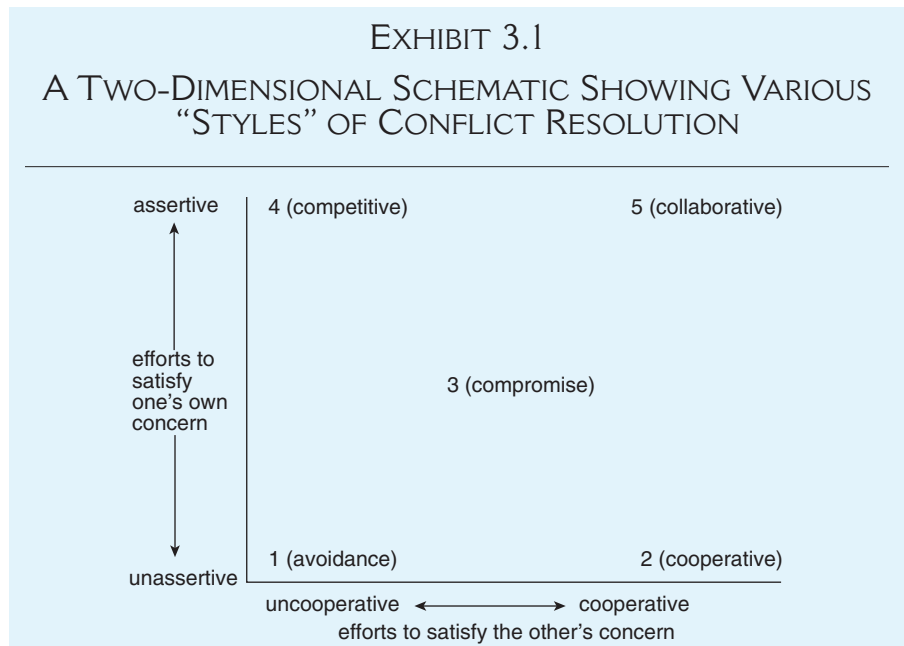 EXHIBIT 3.1
A TWO-DIMENSIONAL SCHEMATIC SHOWING VARIOUS
“STYLES” OF CONFLICT RESOLUTION
assertive
4 (competitive)
5 (collaborative)
efforts to
satisfy
one's own
concern
3 (compromise)
1 (avoidance)
2 (cooperative)
unassertive
uncooperative
cooperative
efforts to satisfy the other's concern